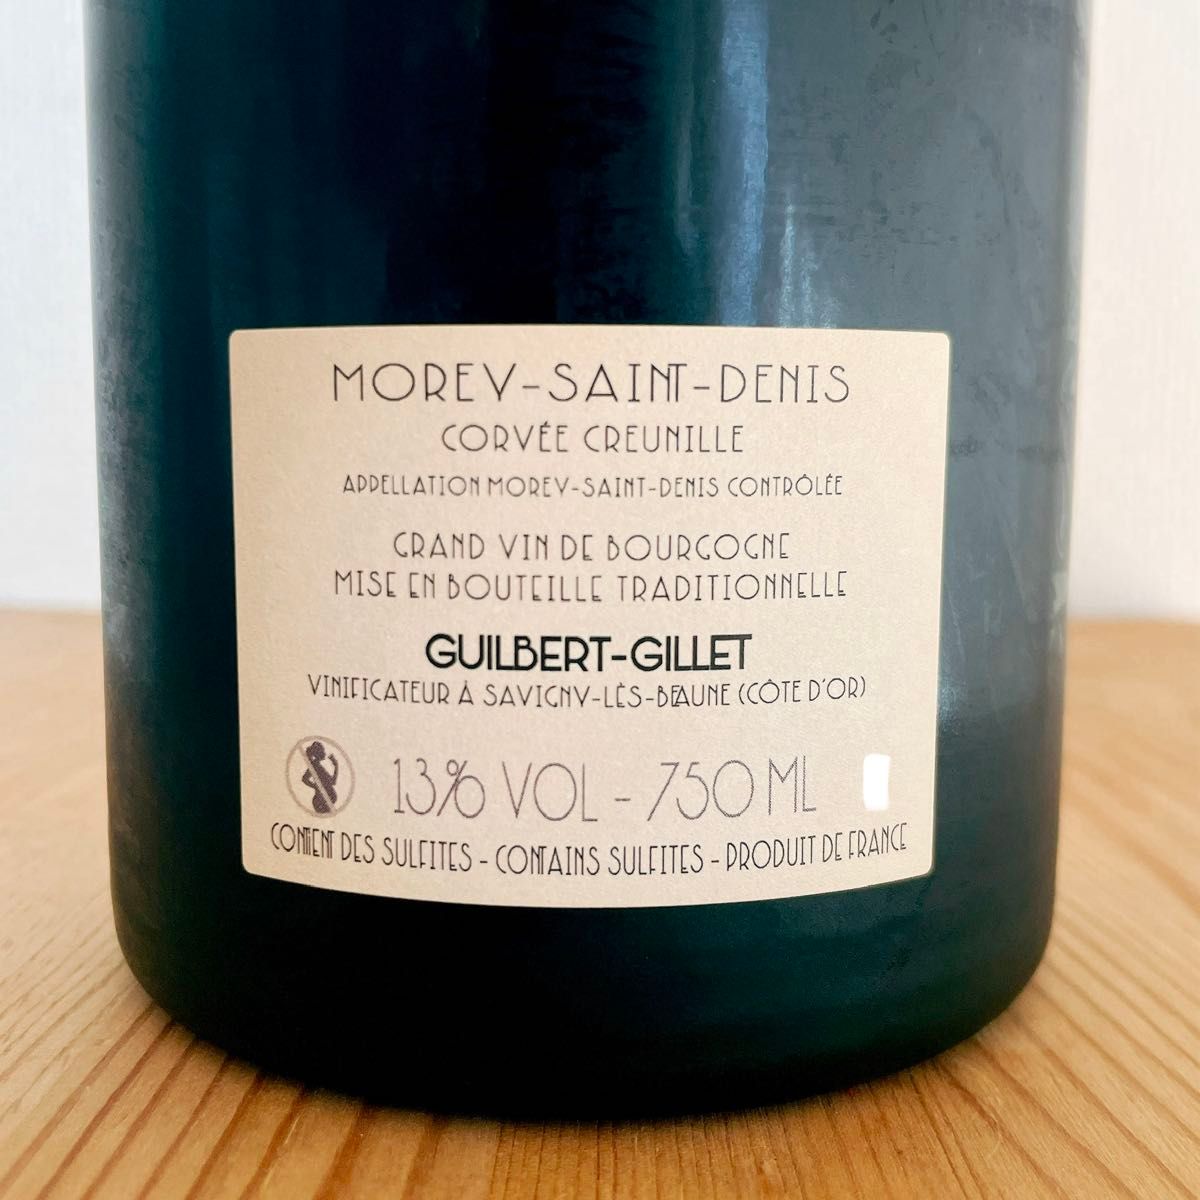 MOREY-SAINT-DENIS
CORVÉE CREUNILLE
APPELLATION MOREY-SAINT-DENIS CONTRÔLÉE
GRAND VIN DE BOURGOGNE
MISE EN BOUTEILLE TRADITIONNELLE
GUILBERT-GILLET
VINIFICATEUR À SAVIGNY-LÈS-BEAUNE (CÔTE D'OR)
13% VOL - 750 ML
CONTIENT DES SULFITES - CONTAINS SULFITES - PRODUIT DE FRANCE